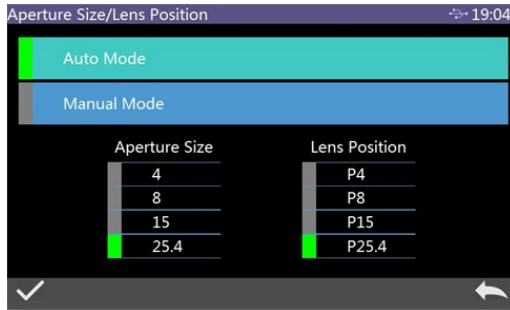 Aperture Size/Lens Position 19:04
Auto Mode
Manual Mode
Aperture Size Lens Position
4 P4
8 P8
15 P15
25.4 P25.4